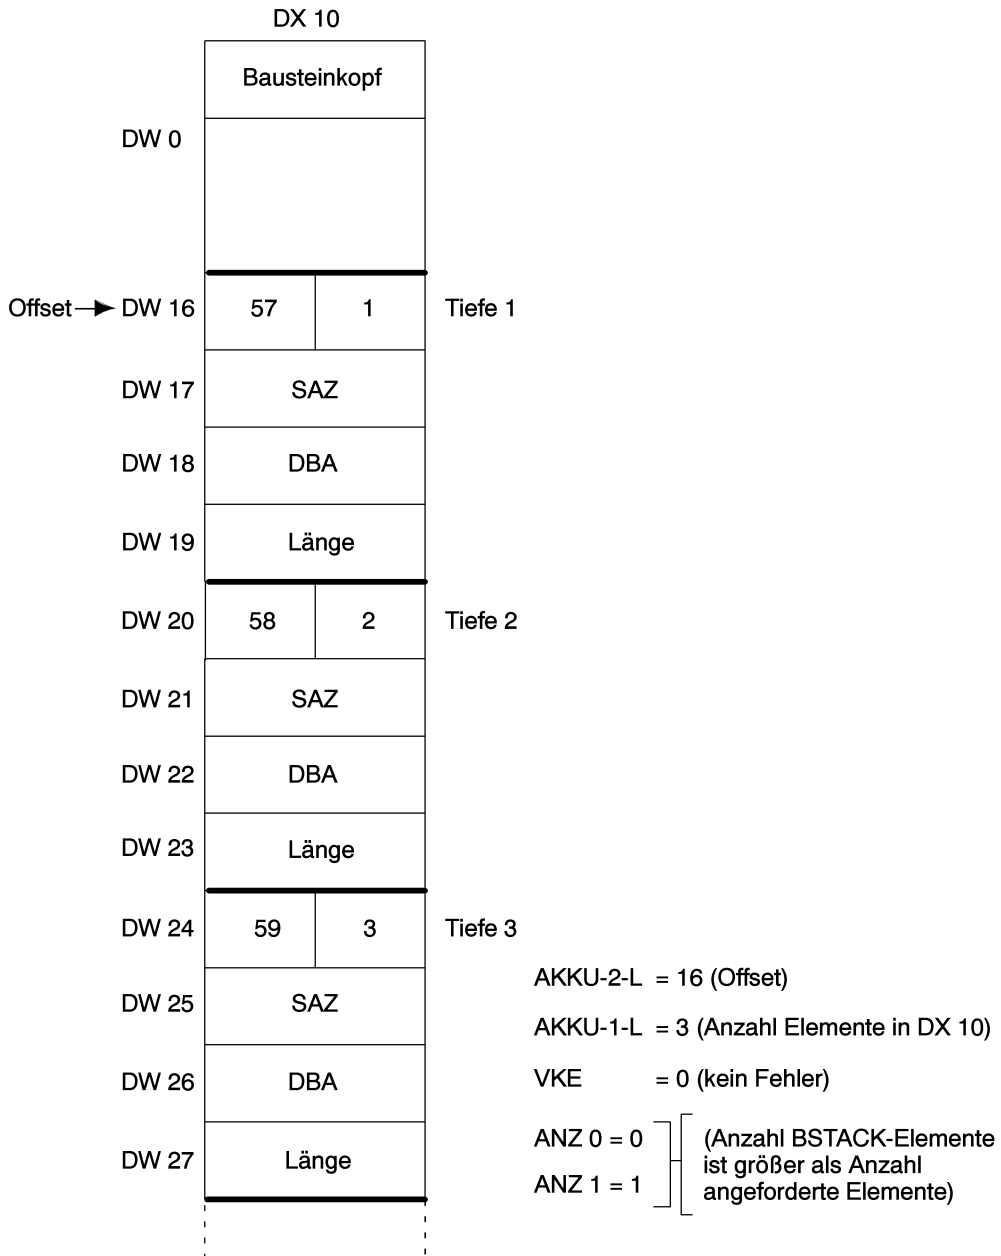 DX 10
Bausteinkopf
DW 0
Offset DW 16 57 1 Tiefe 1
DW 17 SAZ
DW 18 DBA
DW 19 Länge
DW 20 58 2 Tiefe 2
DW 21 SAZ
DW 22 DBA
DW 23 Länge
DW 24 59 3 Tiefe 3
DW 25 SAZ
DW 26 DBA
DW 27 Länge
AKKU-2-L = 16 (Offset)
AKKU-1-L = 3 (Anzahl Elemente in DX 10)
VKE = 0 (kein Fehler)
ANZ 0 = 0
ANZ 1 = 1
(Anzahl BSTACK-Elemente
ist größer als Anzahl
angeforderte Elemente)